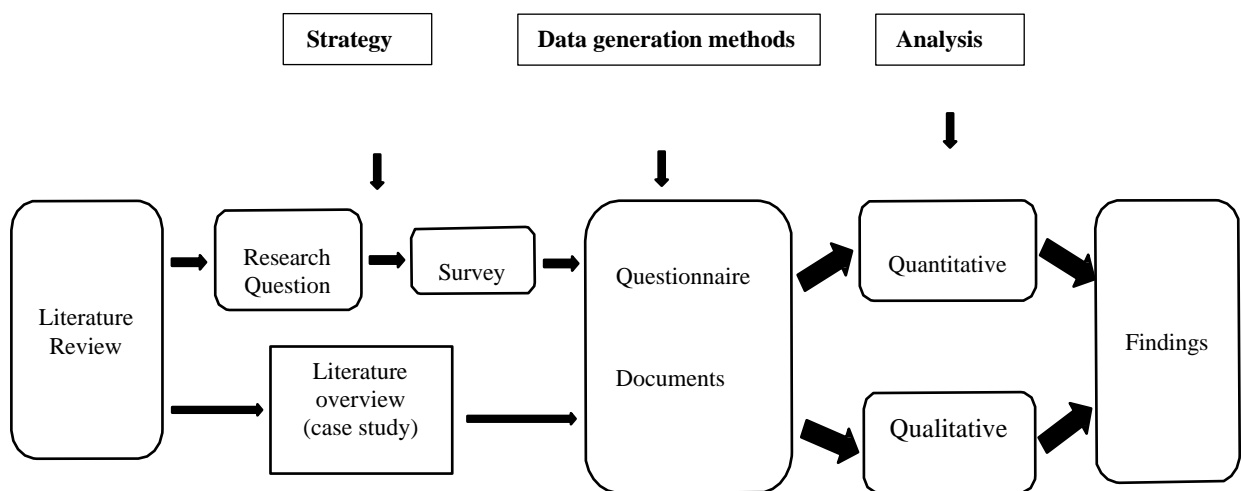 Strategy
Data generation methods
Analysis
Literature
Review
Research
Question
Survey
Literature
overview
(case study)
Questionnaire
Documents
Quantitative
Qualitative
Findings